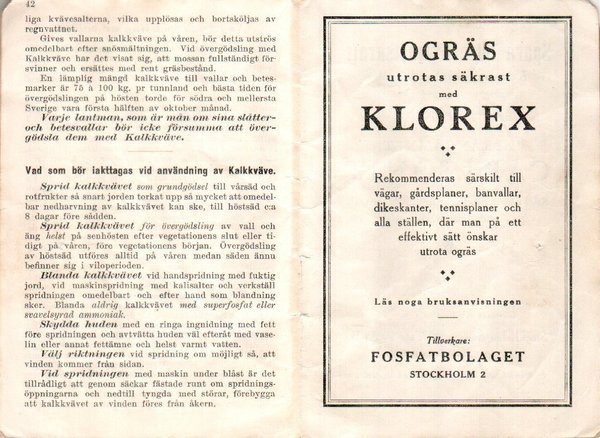 42
liga kvävesalterna, vilka upplösas och bortsköljas av
regnvattnet.
Gives vallarna kalkkväve på våren, bör detta utströs
omedelbart efter snösmältningen. Vid övergödsling med
Kalkkväve har det visat sig, att mossan fullständigt för-
svinner och ersättes med rent gräsbestånd.
En lämplig mängd kalkkväve till vallar och betes-
marker är 75 à 100 kg. pr tunnland och bästa tiden för
övergödslingen på hösten torde för södra och mellersta
Sverige vara första hälften av oktober månad.
Varje lantman, som är mån om sina slåtter-
och betesvallar bör icke försumma att över-
gödsla dem med Kalkkväve.
Vad som bör iakttagas vid användning av Kalkkväve.
Sprid kalkkvävet som grundgödsel till vårsäd och
rotfrukter så snart jorden torkat upp så mycket att omedel-
bar nedharvning av kalkkvävet kan ske, till höstsäd c:a
8 dagar före sådden.
Sprid kalkkvävet för övergödsling av vall och
äng helst på senhösten efter vegetationens slut eller ti-
digt på våren, före vegetationens början. Övergödsling
av höstsäd utföres alltid på våren medan säden ännu
befinner sig i viloperioden.
Blanda kalkkvävet vid handspridning med fuktig
jord, vid maskinspridning med kalisalter och verkställ
spridningen omedelbart och efter hand som blandning
sker. Blanda aldrig kalkkvävet med superfosfat eller
svavelsyrad ammoniak.
Skydda huden med en ringa ingnidning med fett
före spridningen och avtvätta huden väl efteråt med vase-
lin eller annat fettämne och helst varmt vatten.
Välj riktningen vid spridning om möjligt så, att
vinden kommer från sidan.
Vid spridningen med maskin under blåst är det
tillrådligt att genom säckar fästade runt om spridnings-
öppningarna och nedtill tyngda med störar, förebygga
att kalkkvävet av vinden föres från åkern.
OGRÄS
utrotas säkrast
med
KLOREX
Rekommenderas särskilt till
vägar, gårdsplaner, banvallar,
dikeskanter, tennisplaner och
alla ställen, där man på ett
effektivt sätt önskar
utrota ogräs
Läs noga bruksanvisningen
Tillverkare:
FOSFATBOLAGET
STOCKHOLM 2